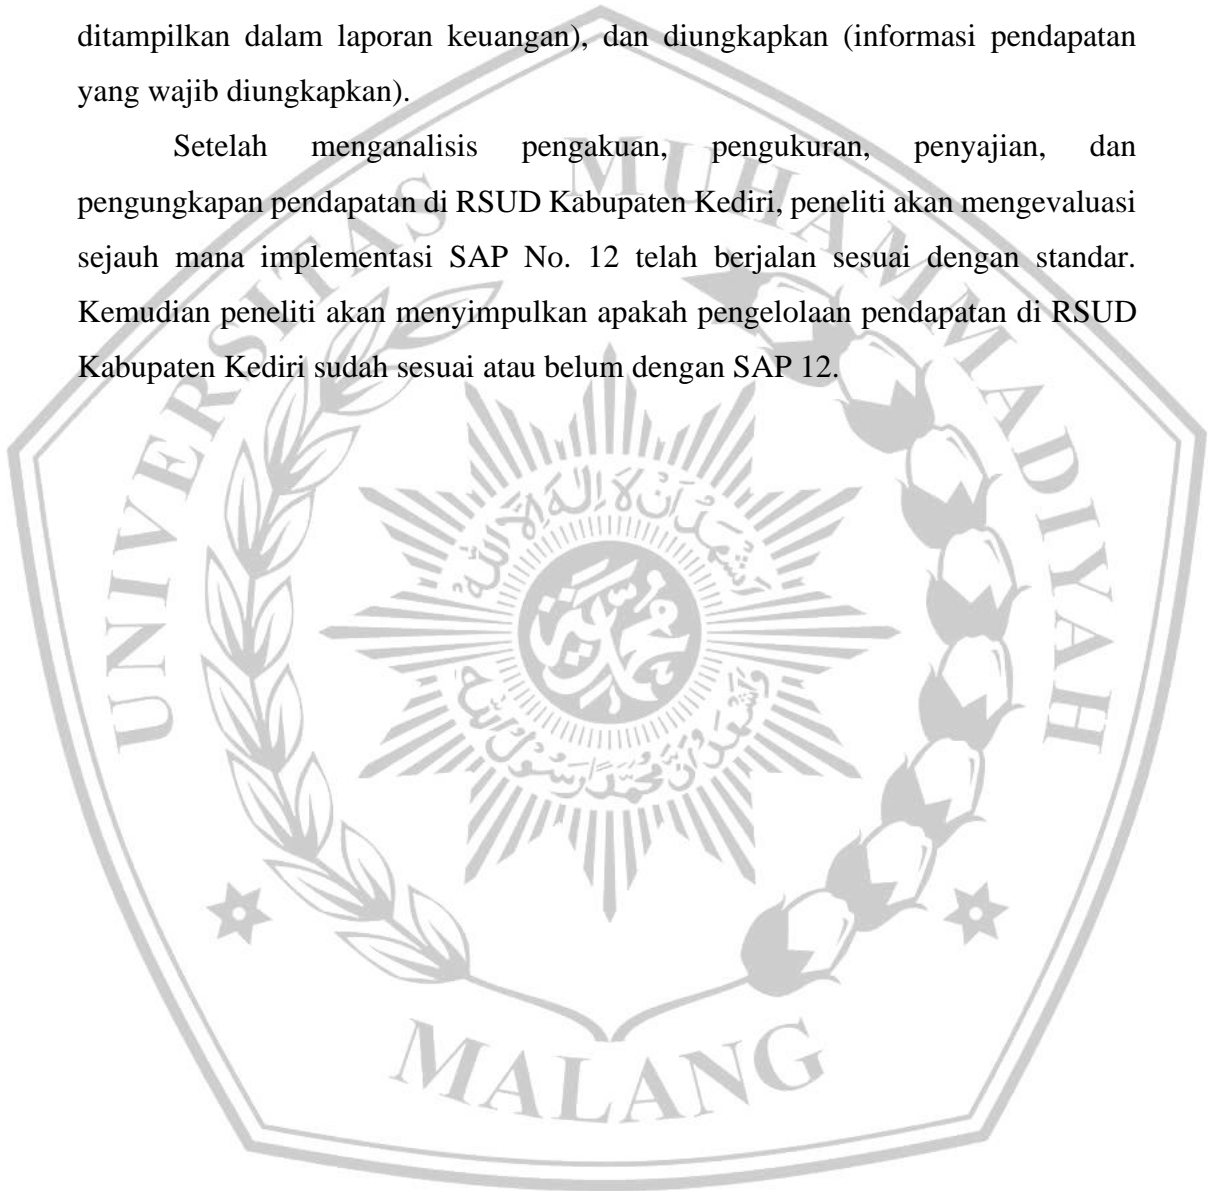 ditampilkan dalam laporan keuangan), dan diungkapkan (informasi pendapatan
yang wajib diungkapkan).
Setelah menganalisis pengakuan, pengukuran, penyajian, dan
pengungkapan pendapatan di RSUD Kabupaten Kediri, peneliti akan mengevaluasi
sejauh mana implementasi SAP No. 12 telah berjalan sesuai dengan standar.
Kemudian peneliti akan menyimpulkan apakah pengelolaan pendapatan di RSUD
Kabupaten Kediri sudah sesuai atau belum dengan SAP 12.
UNIVERSITAS MUHAMMADIYAH
MALANG